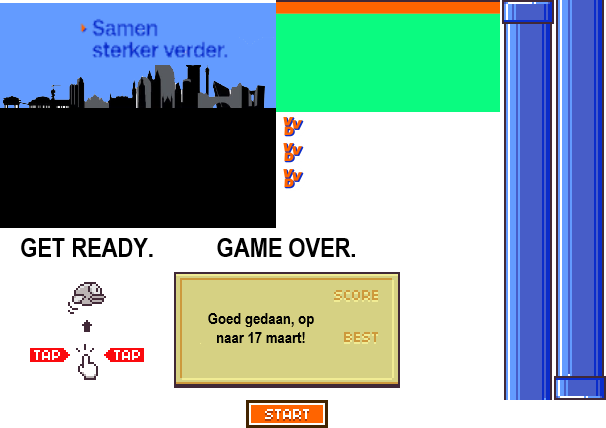 Samen
sterker verder.
VVD
VVD
VVD
GET READY.
GAME OVER.
SCORE
Goed gedaan, op
naar 17 maart!
BEST
TAP
TAP
START